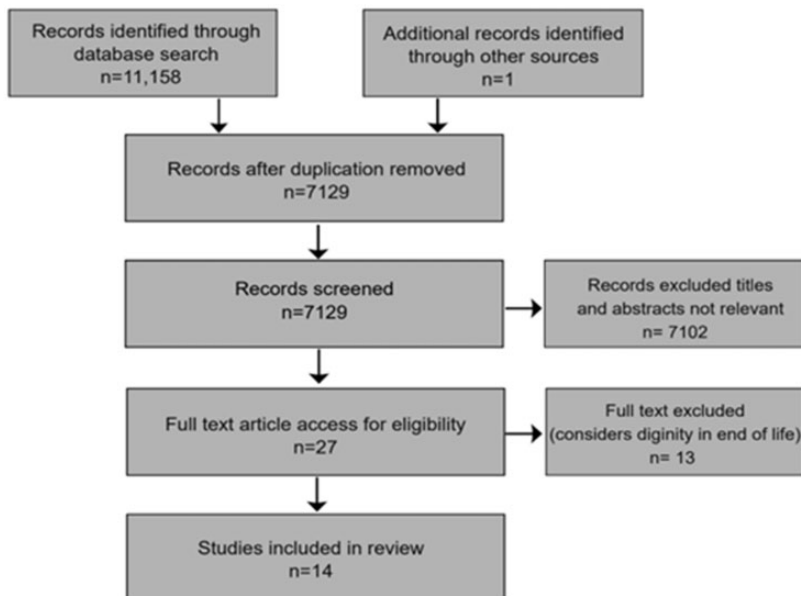 Records identified through
database search
n=11,158
Additional records identified
through other sources
n=1
Records after duplication removed
n=7129
Records screened
n=7129
Records excluded titles
and abstracts not relevant
n= 7102
Full text article access for eligibility
n=27
Full text excluded
(considers diginity in end of life)
n= 13
Studies included in review
n=14